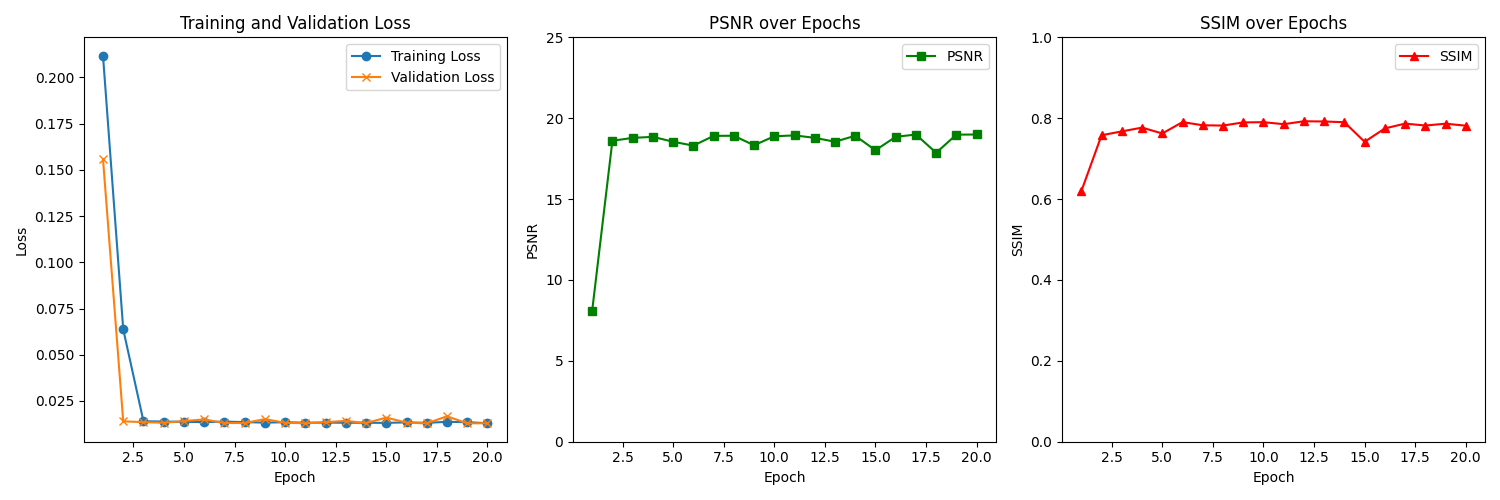 Training and Validation Loss
Training Loss
Validation Loss
0.200
0.175
0.150
0.125
0.100
0.075
0.050
0.025
Loss
2.5 5.0 7.5 10.0 12.5 15.0 17.5 20.0
Epoch
PSNR over Epochs
PSNR
25
20
15
10
5
0
PSNR
2.5 5.0 7.5 10.0 12.5 15.0 17.5 20.0
Epoch
SSIM over Epochs
SSIM
1.0
0.8
0.6
0.4
0.2
0.0
SSIM
2.5 5.0 7.5 10.0 12.5 15.0 17.5 20.0
Epoch